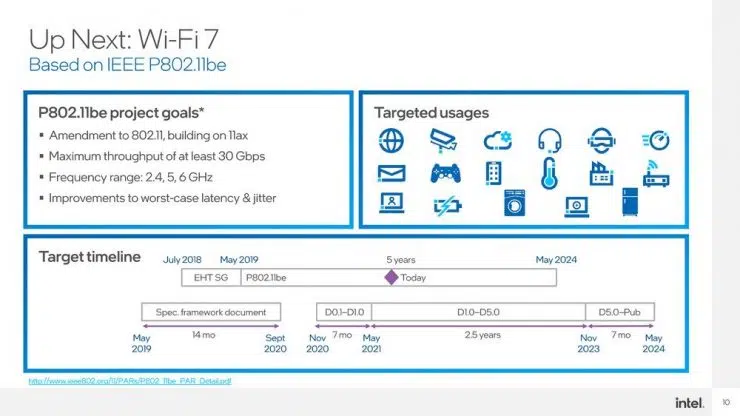 Up Next: Wi-Fi 7
Based on IEEE P802.11be
P802.11be project goals*
▪ Amendment to 802.11, building on 11ax
▪ Maximum throughput of at least 30 Gbps
▪ Frequency range: 2.4, 5, 6 GHz
▪ Improvements to worst-case latency & jitter
Targeted usages
Target timeline
July 2018 May 2019 5 years May 2024
EHT SG P802.11be Today
Spec. framework document D0.1–D1.0 D1.0–D5.0 D5.0–Pub
14 mo 7 mo 2.5 years 7 mo
May 2019 Sept 2020 Nov 2020 May 2021 Nov 2023 May 2024
http://www.ieee802.org/11/PARs/P802_11be_PAR_Detail.pdf
intel. 10